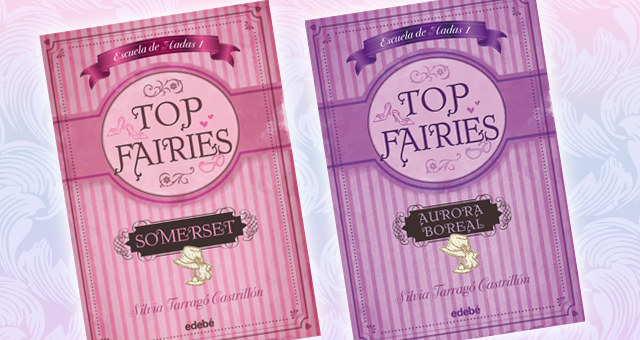 Escuela de Hadas 1
TOP
FAIRIES
SOMERSET
Silvia Tarragó Castrillón
edebé
Escuela de Hadas 1
TOP
FAIRIES
AURORA
BOREAL
Silvia Tarragó Castrillón
edebé